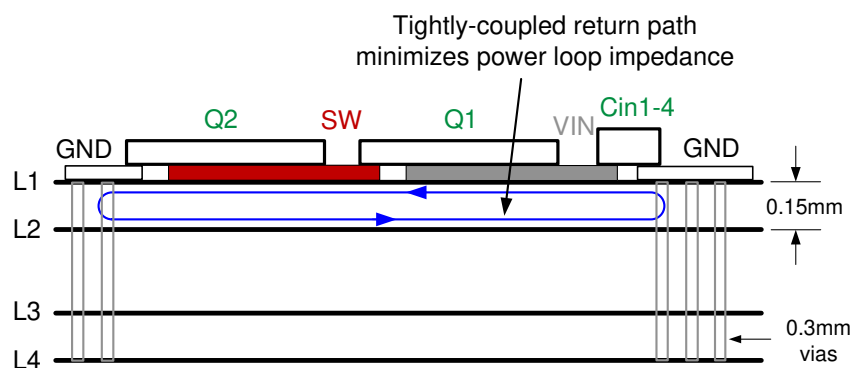 Tightly-coupled return path
minimizes power loop impedance
Cin1-4
Q2
SW
Q1
VIN
GND
GND
L1
0.15mm
L2
L3
0.3mm
vias
L4